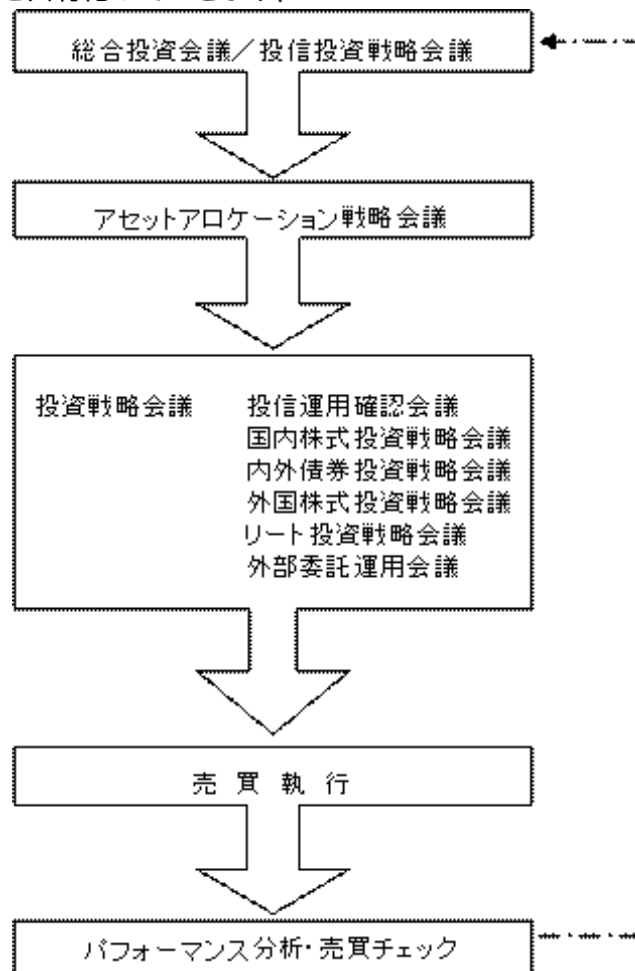 総合投資会議/投信投資戦略会議
アセットアロケーション戦略会議
投資戦略会議 投信運用確認会議
国内株式投資戦略会議
内外債券投資戦略会議
外国株式投資戦略会議
リート投資戦略会議
外部委託運用会議
売買執行
パフォーマンス分析・売買チェック